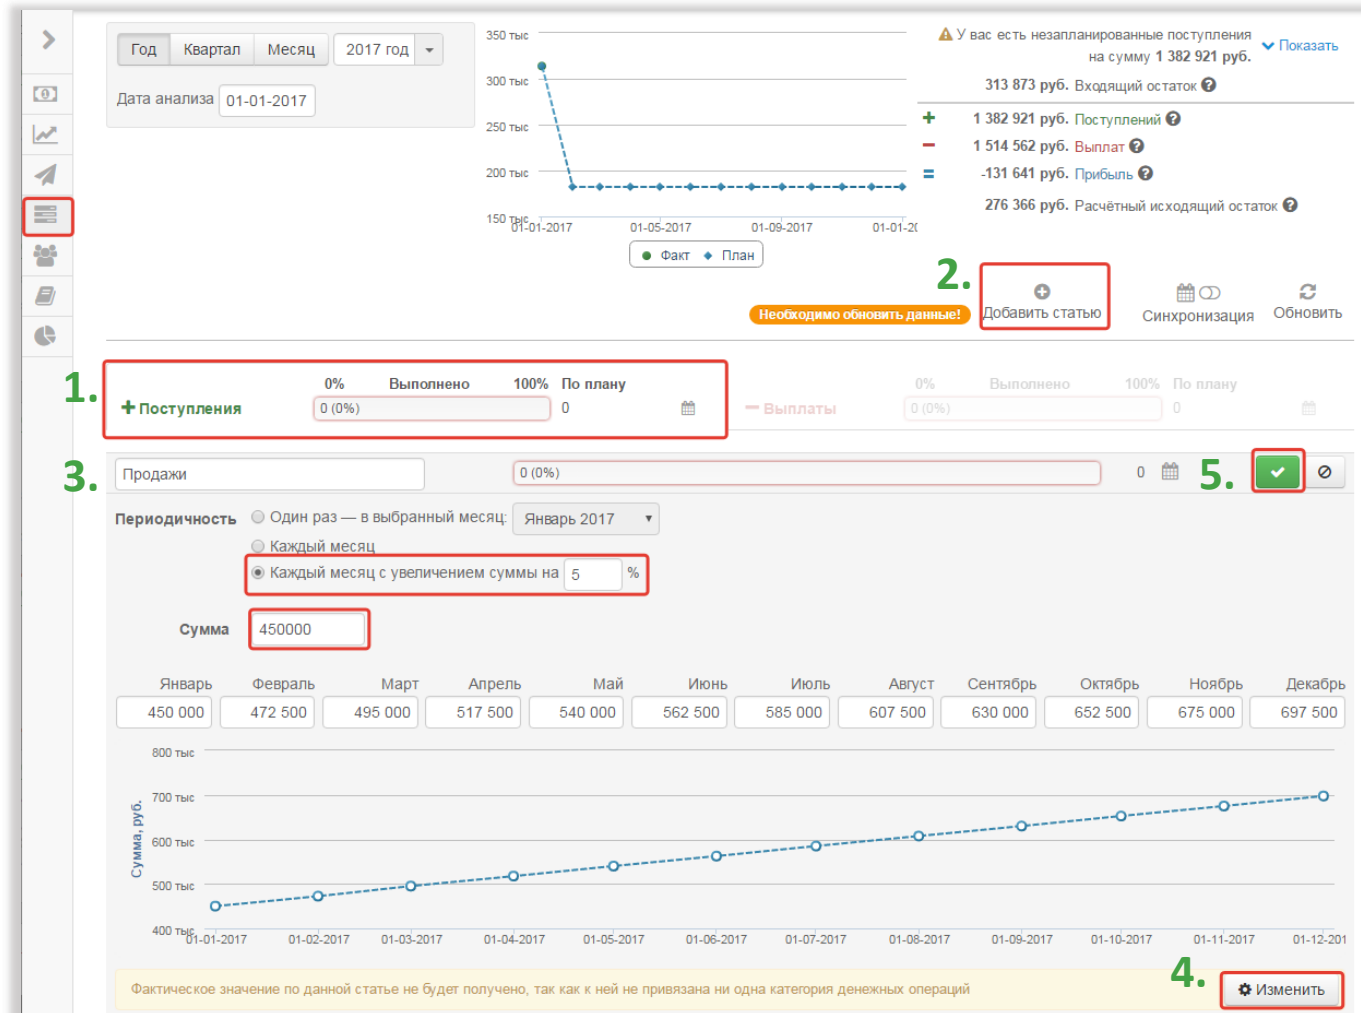 Год Квартал Месяц 2017 год
Дата анализа 01-01-2017
350 тыс
300 тыс
250 тыс
200 тыс
150 тыс
01-01-2017 01-05-2017 01-09-2017 01-01-20
Факт План
У вас есть незапланированные поступления
на сумму 1 382 921 руб.
Показать
313 873 руб. Входящий остаток ?
+ 1 382 921 руб. Поступлений ?
− 1 514 562 руб. Выплат ?
= -131 641 руб. Прибыль ?
276 366 руб. Расчётный исходящий остаток ?
2.
Необходимо обновить данные!
Добавить статью
Синхронизация
Обновить
1.
0% Выполнено 100% По плану
+ Поступления 0 (0%) 0
0% Выполнено 100% По плану
− Выплаты 0 (0%) 0
3.
Продажи 0 (0%) 0
5.
Периодичность Один раз — в выбранный месяц: Январь 2017
Каждый месяц
Каждый месяц с увеличением суммы на 5 %
Сумма 450000
Январь Февраль Март Апрель Май Июнь Июль Август Сентябрь Октябрь Ноябрь Декабрь
450 000 472 500 495 000 517 500 540 000 562 500 585 000 607 500 630 000 652 500 675 000 697 500
Сумма, руб.
800 тыс
700 тыс
600 тыс
500 тыс
400 тыс
01-01-2017 01-02-2017 01-03-2017 01-04-2017 01-05-2017 01-06-2017 01-07-2017 01-08-2017 01-09-2017 01-10-2017 01-11-2017 01-12-201
4.
Фактическое значение по данной статье не будет получено, так как к ней не привязана ни одна категория денежных операций
Изменить